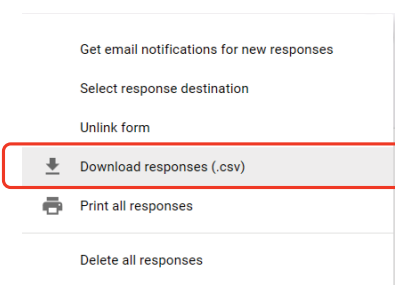 Get email notifications for new responses
Select response destination
Unlink form
Download responses (.csv)
Print all responses
Delete all responses